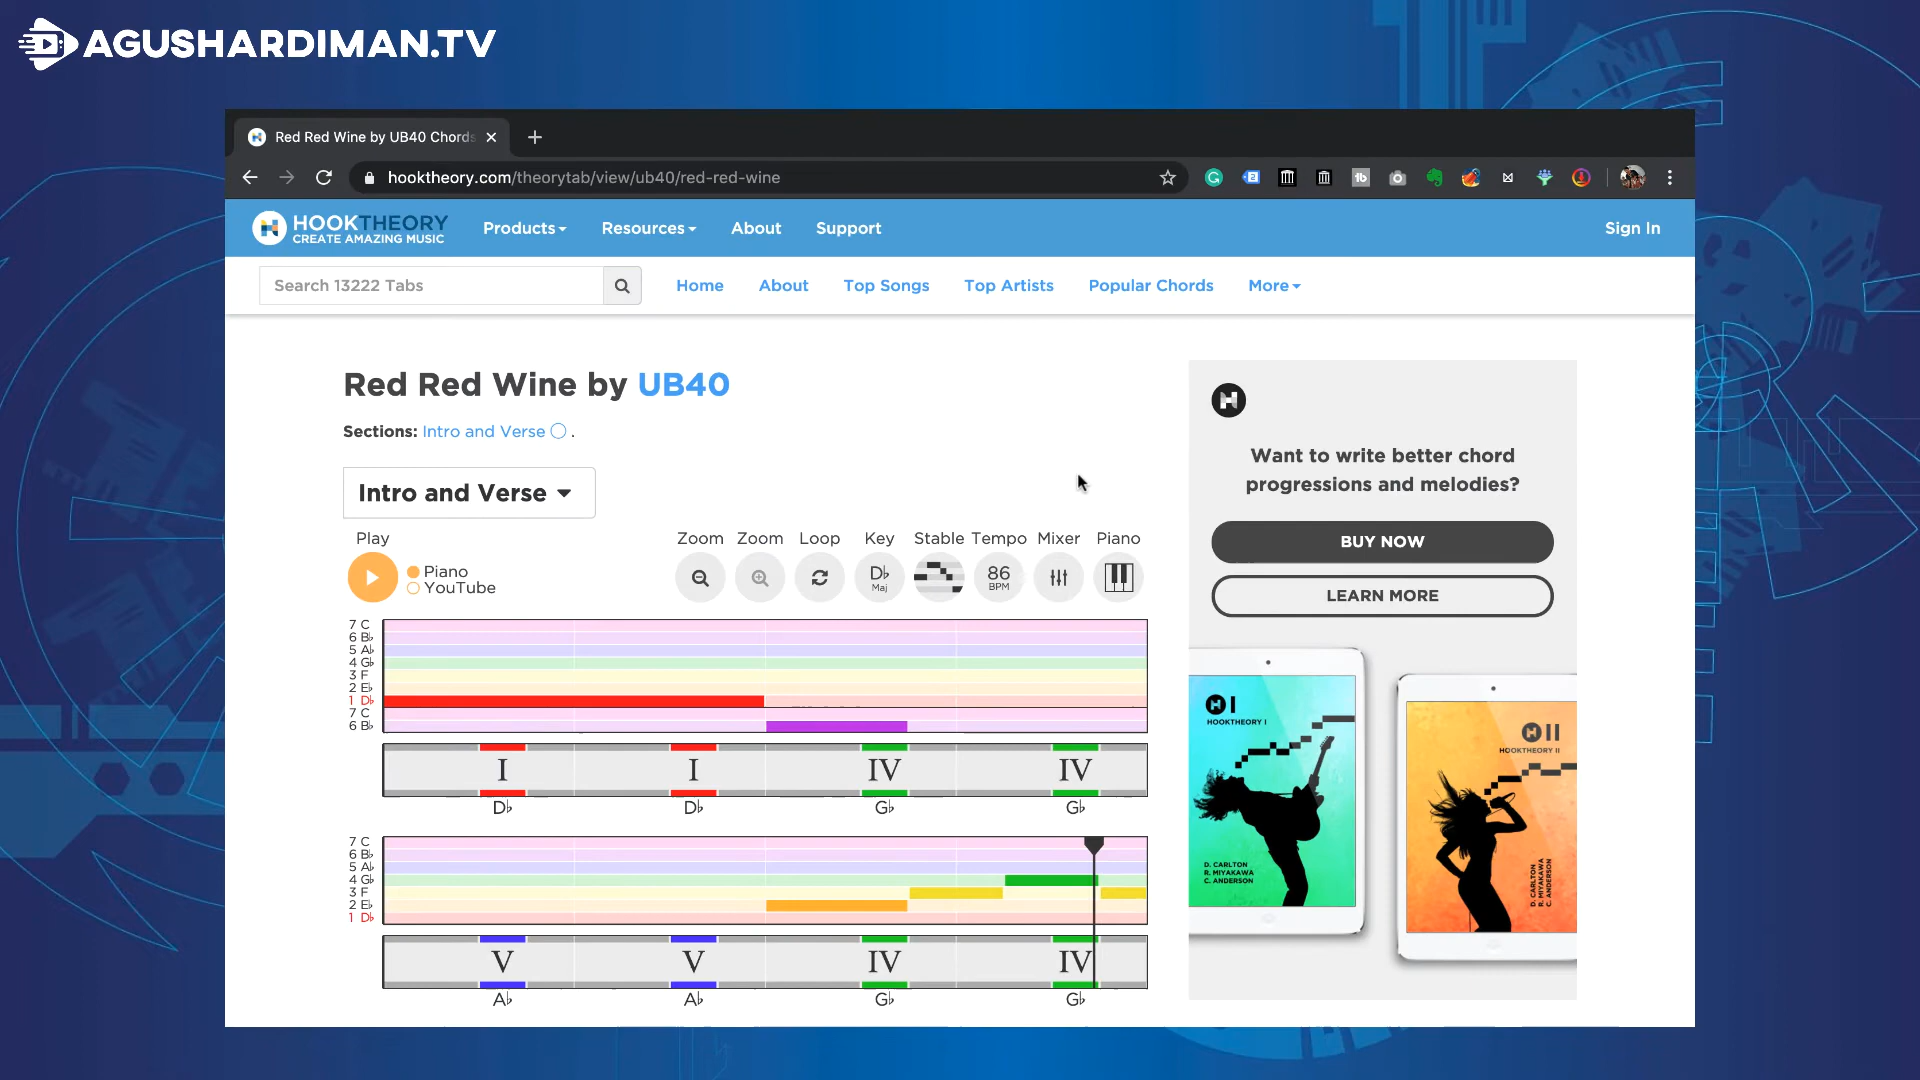 AGUSHARDIMAN.TV
Red Red Wine by UB40 Chords
hooktheory.com/theorytab/view/ub40/red-red-wine
HOOKTHEORY
CREATE AMAZING MUSIC
Products
Resources
About
Support
Sign In
Search 13222 Tabs
Home
About
Top Songs
Top Artists
Popular Chords
More
Red Red Wine by UB40
Sections: Intro and Verse .
Intro and Verse
Play
Piano
YouTube
Zoom
Zoom
Loop
Key
Stable
Tempo
Mixer
Piano
D♭
Maj
86
BPM
7 C
6 B♭
5 A♭
4 G♭
3 F
2 E♭
1 D♭
7 C
6 B♭
I
I
IV
IV
D♭
D♭
G♭
G♭
7 C
6 B♭
5 A♭
4 G♭
3 F
2 E♭
1 D♭
V
V
IV
IV
A♭
A♭
G♭
G♭
Want to write better chord
progressions and melodies?
BUY NOW
LEARN MORE
I
HOOKTHEORY I
D. CARLTON
R. MIYAKAWA
C. ANDERSON
II
HOOKTHEORY II
D. CARLTON
R. MIYAKAWA
C. ANDERSON